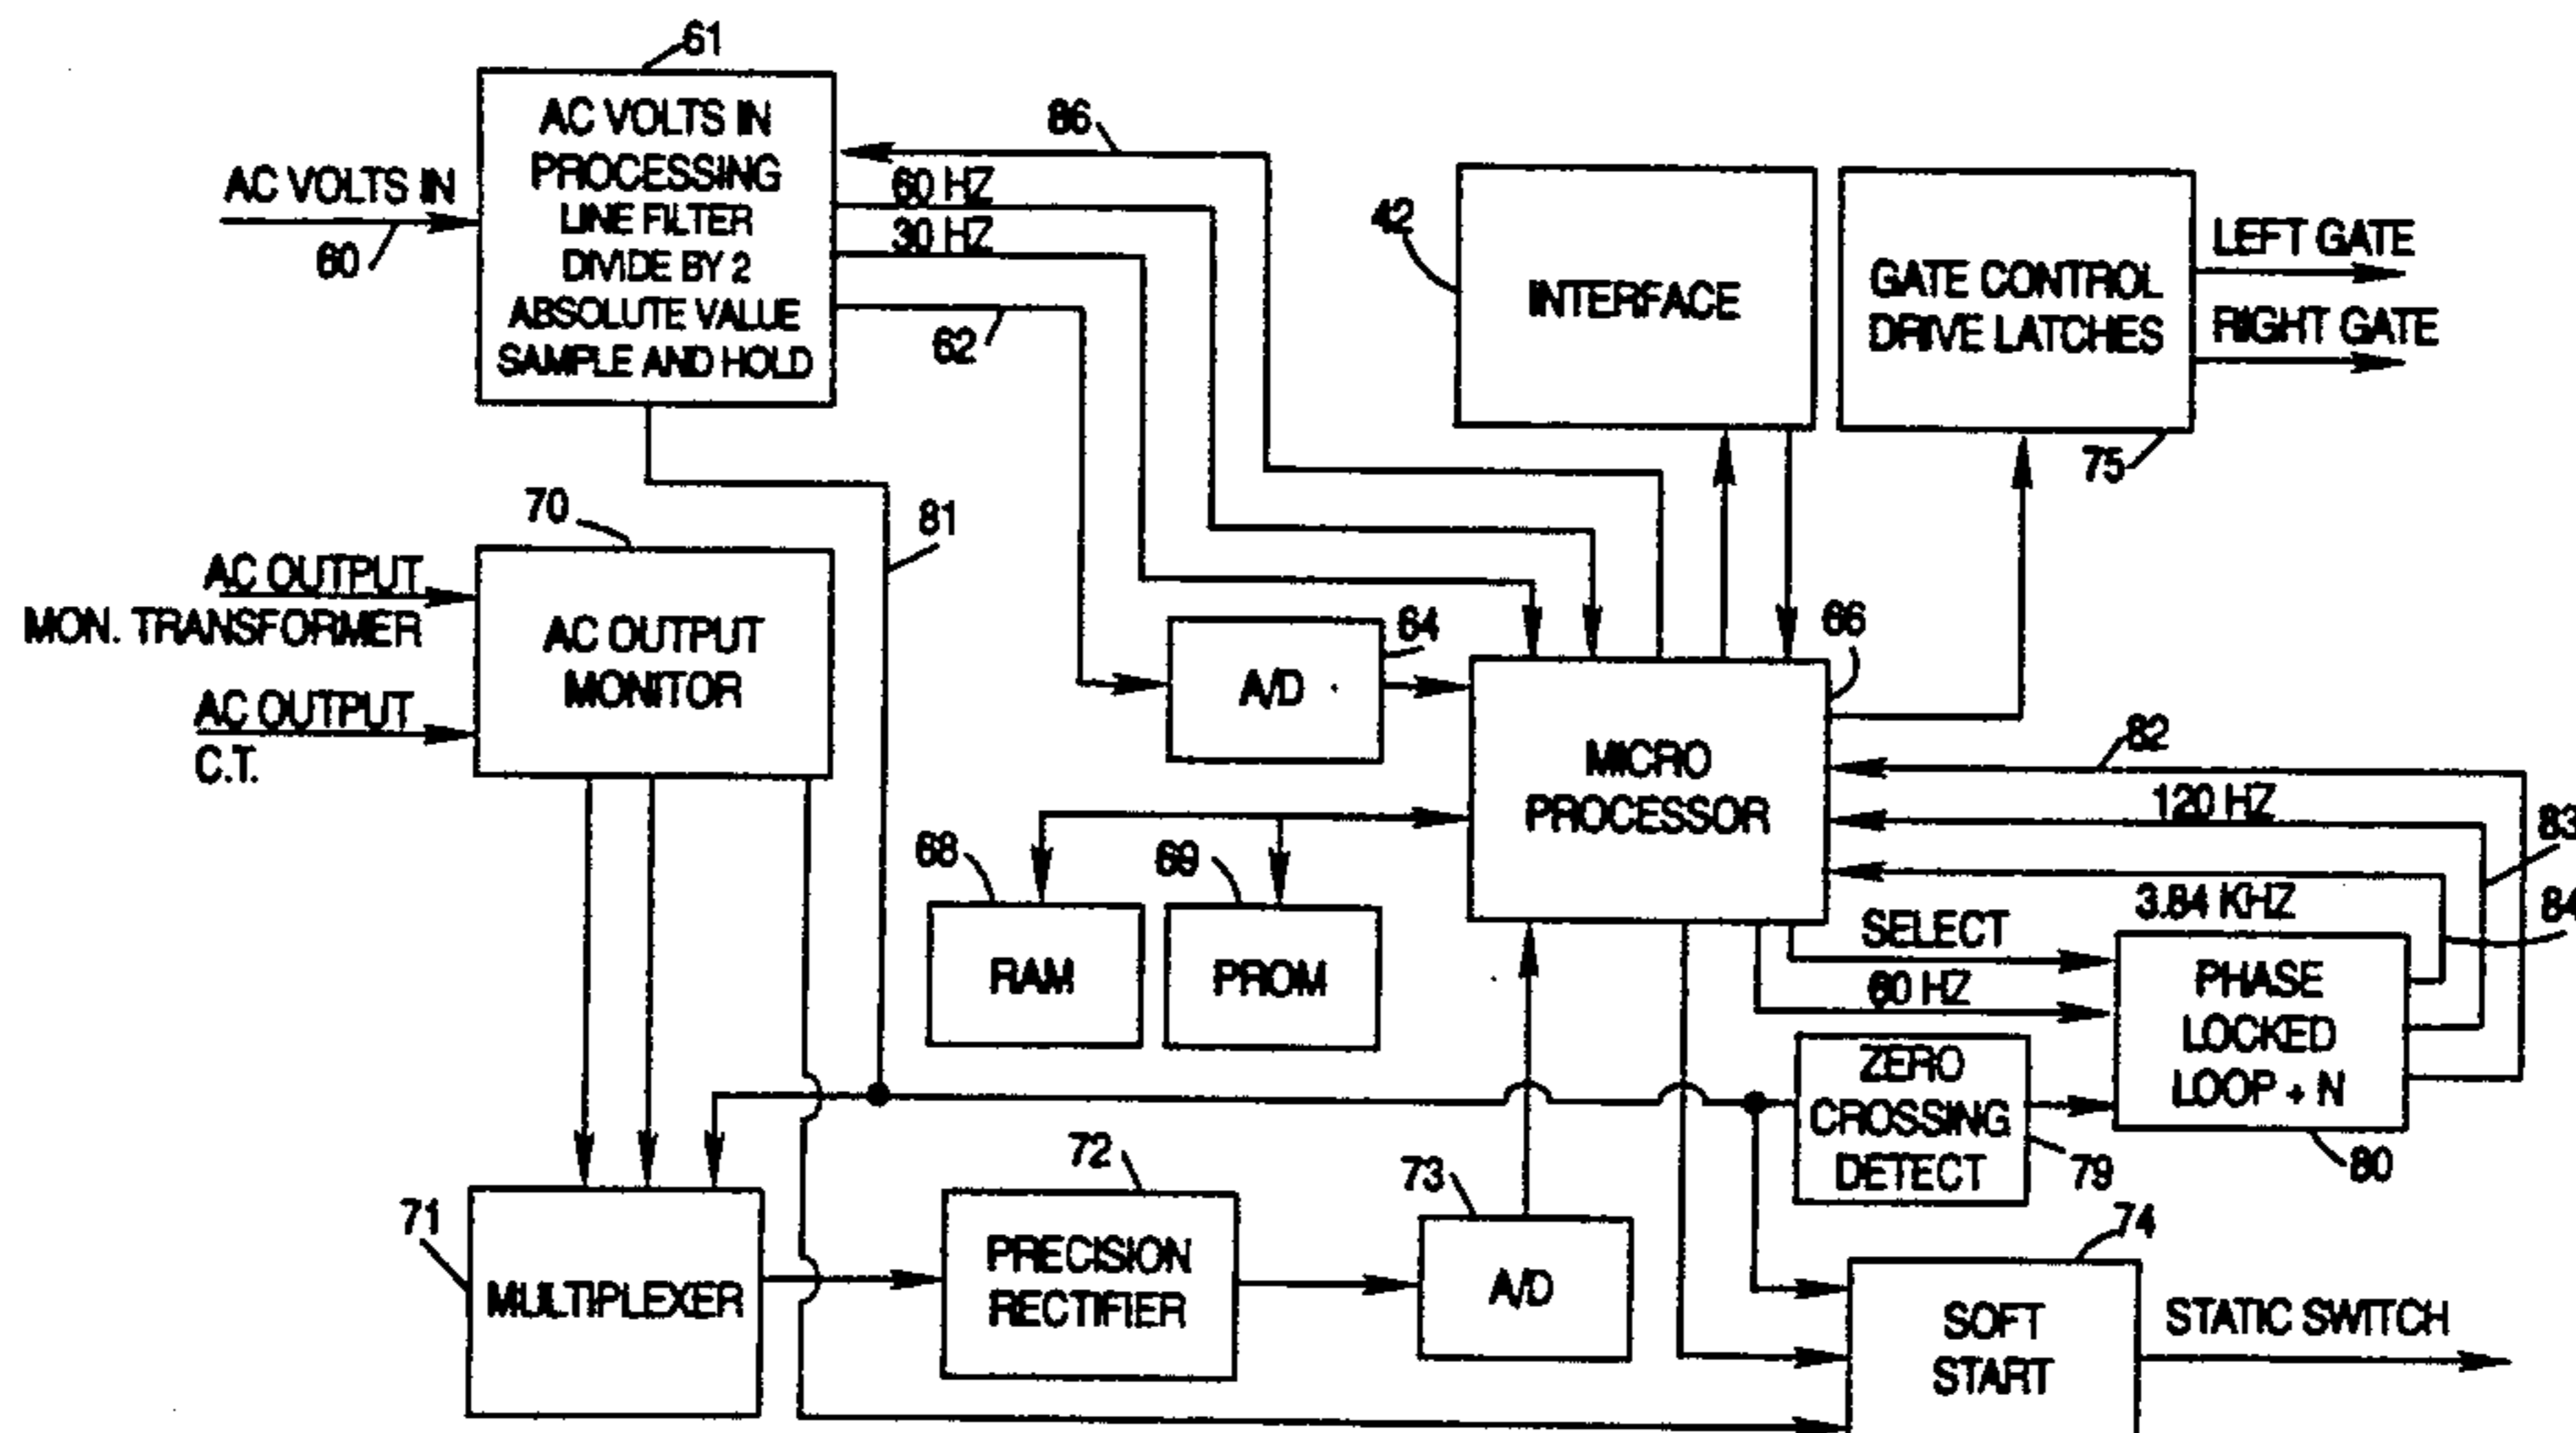 61
AC VOLTS IN
PROCESSING
LINE FILTER
DIVIDE BY 2
ABSOLUTE VALUE
SAMPLE AND HOLD
AC VOLTS IN
60
86
60 HZ
30 HZ
62
42
INTERFACE
GATE CONTROL
DRIVE LATCHES
75
LEFT GATE
RIGHT GATE
70
81
AC OUTPUT
MON. TRANSFORMER
AC OUTPUT
C.T.
AC OUTPUT
MONITOR
64
A/D
66
MICRO
PROCESSOR
82
120 HZ
83
3.84 KHZ
84
68
RAM
69
PROM
SELECT
60 HZ
PHASE
LOCKED
LOOP + N
80
ZERO
CROSSING
DETECT
79
71
MULTIPLEXER
72
PRECISION
RECTIFIER
73
A/D
74
SOFT
START
STATIC SWITCH